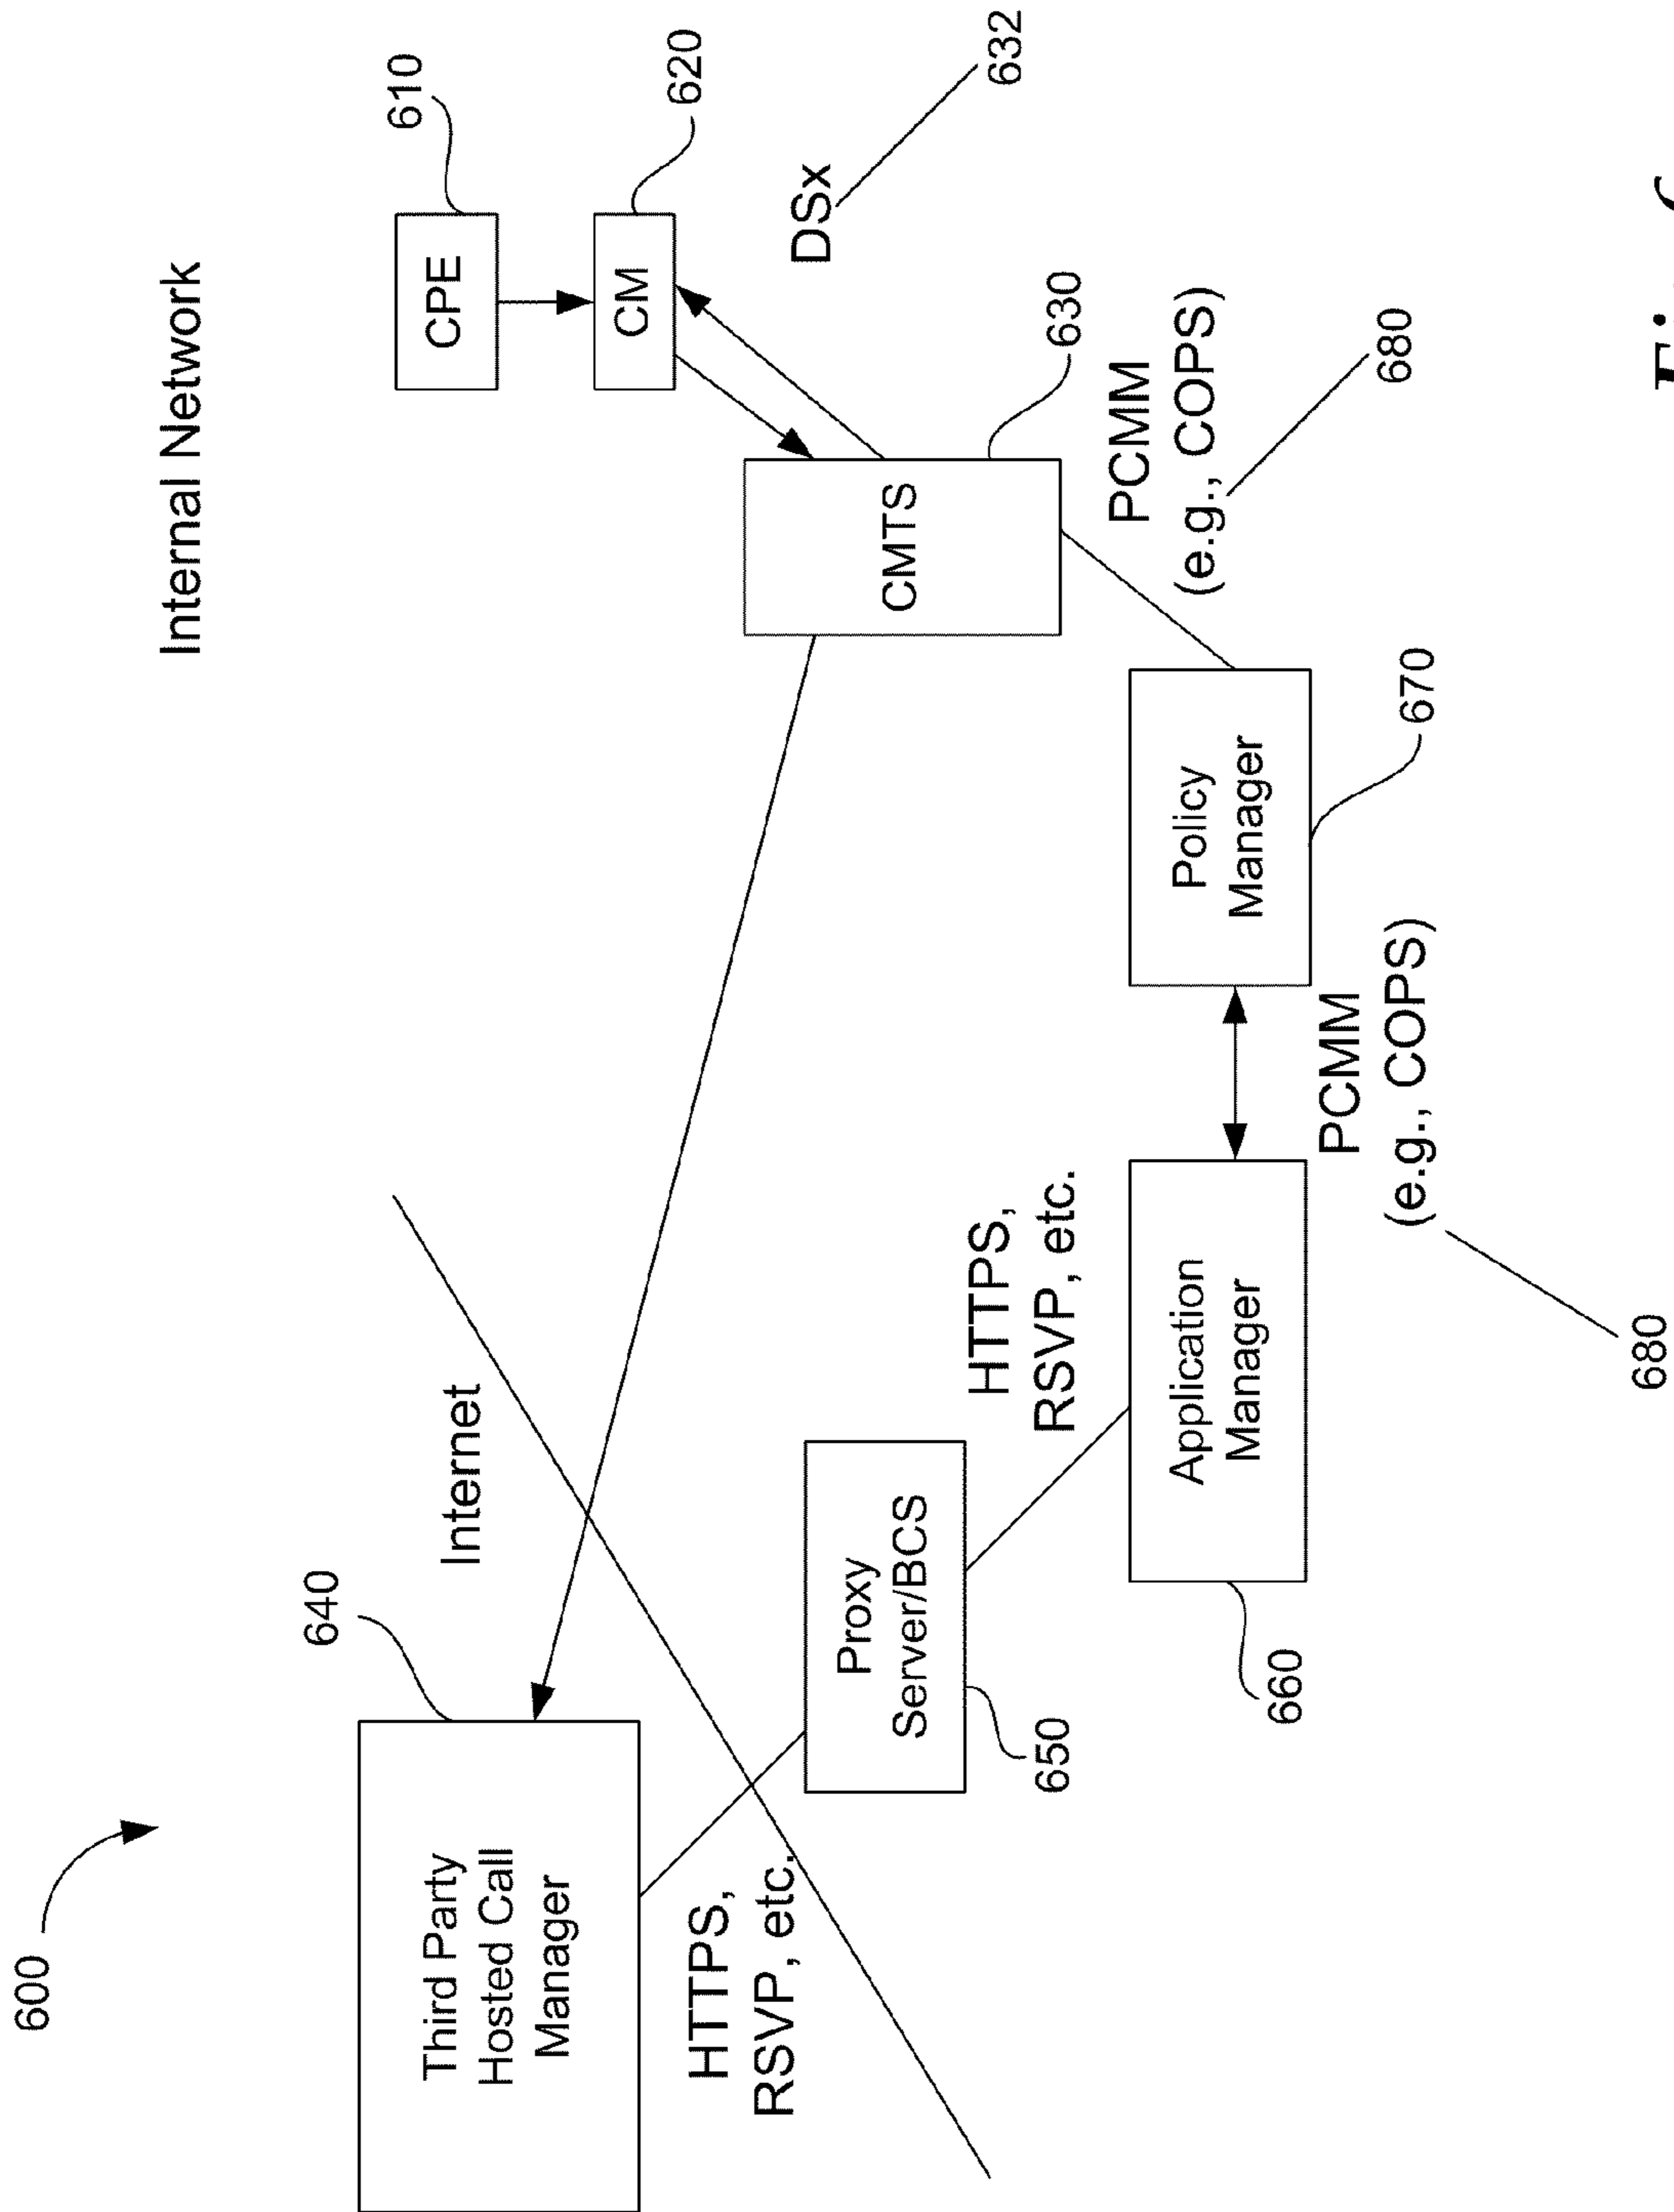 600
Third Party
Hosted Call
Manager
640
Internet
Internal Network
HTTPS,
RSVP, etc.
Proxy
Server/BCS
650
HTTPS,
RSVP, etc.
Application
Manager
660
PCMM
(e.g., COPS)
680
Policy
Manager
670
PCMM
(e.g., COPS)
680
CMTS
630
DSx
632
CM
620
CPE
610